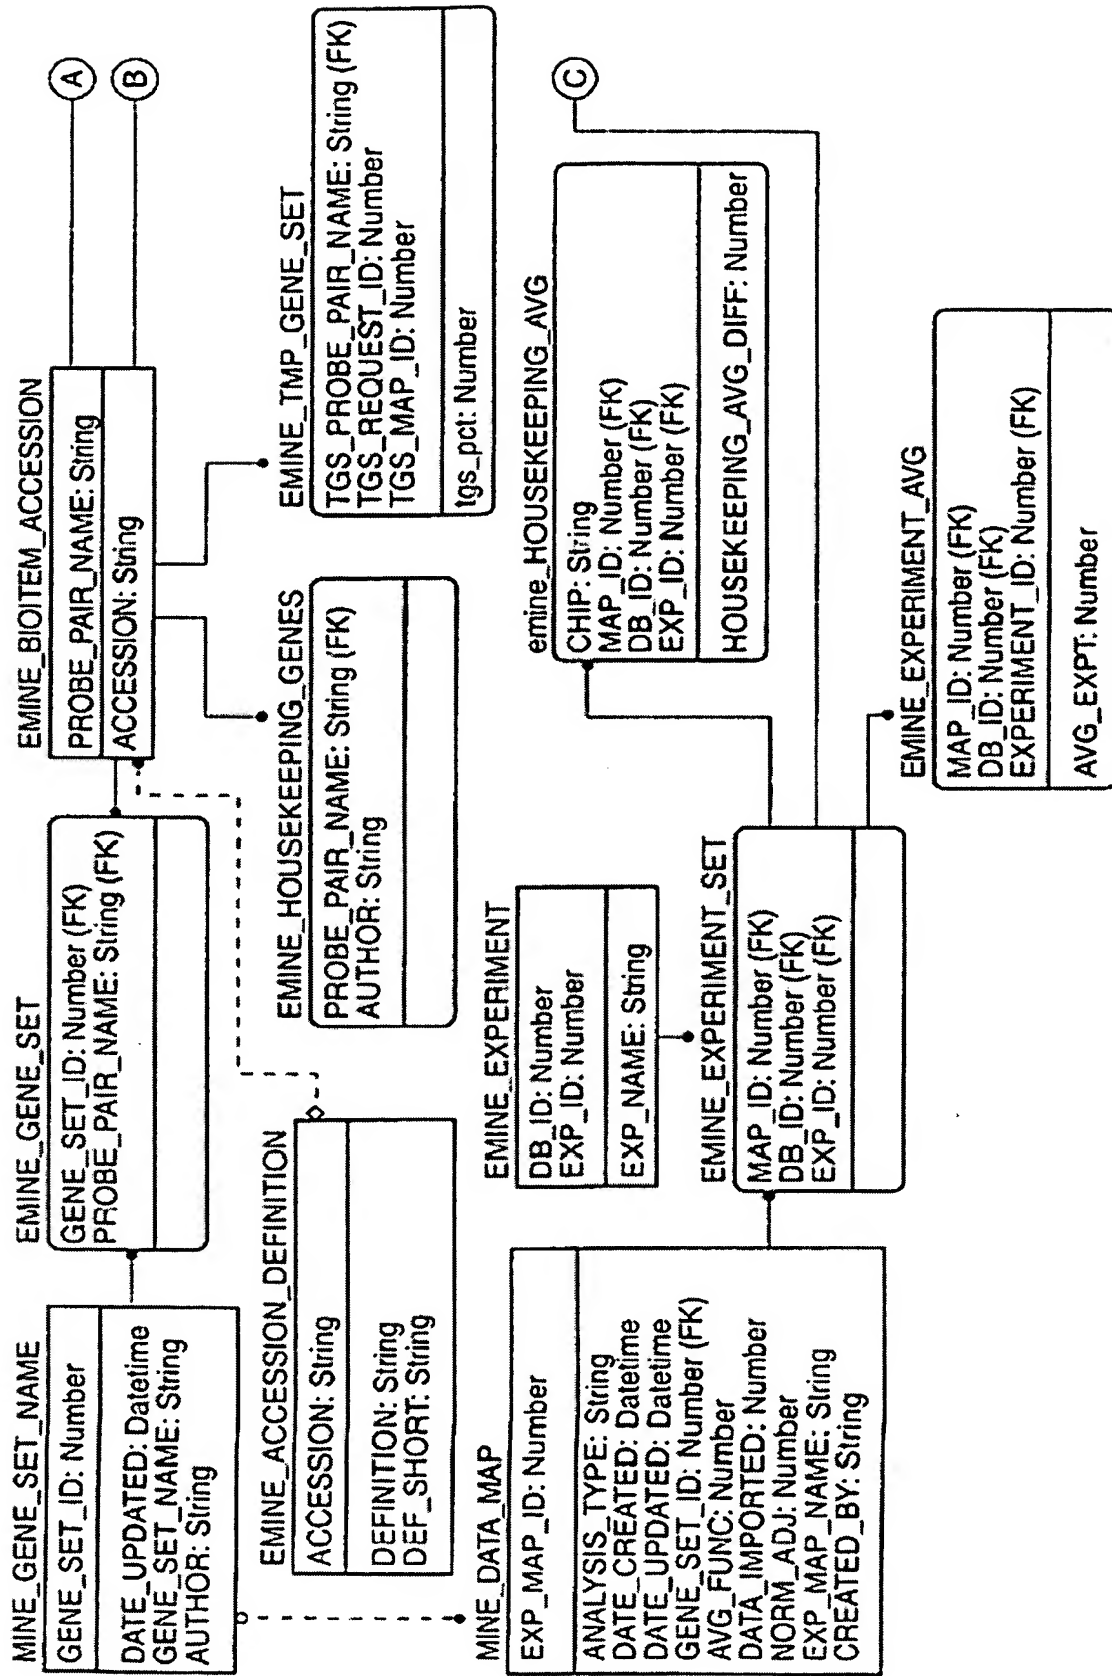 MINE_GENE_SET_NAME
GENE_SET_ID: Number
DATE_UPDATED: Datetime
GENE_SET_NAME: String
AUTHOR: String
EMINE_GENE_SET
GENE_SET_ID: Number (FK)
PROBE_PAIR_NAME: String (FK)
EMINE_BIOITEM_ACCESSION
PROBE_PAIR_NAME: String
ACCESSION: String
A
B
EMINE_ACCESSION_DEFINITION
ACCESSION: String
DEFINITION: String
DEF_SHORT: String
EMINE_HOUSEKEEPING_GENES
PROBE_PAIR_NAME: String (FK)
AUTHOR: String
EMINE_TMP_GENE_SET
TGS_PROBE_PAIR_NAME: String (FK)
TGS_REQUEST_ID: Number
TGS_MAP_ID: Number
tgs_pct: Number
MINE_DATA_MAP
EXP_MAP_ID: Number
ANALYSIS_TYPE: String
DATE_CREATED: Datetime
DATE_UPDATED: Datetime
GENE_SET_ID: Number (FK)
AVG_FUNC: Number
DATA_IMPORTED: Number
NORM_ADJ: Number
EXP_MAP_NAME: String
CREATED_BY: String
EMINE_EXPERIMENT
DB_ID: Number
EXP_ID: Number
EXP_NAME: String
EMINE_EXPERIMENT_SET
MAP_ID: Number (FK)
DB_ID: Number (FK)
EXP_ID: Number (FK)
emine_HOUSEKEEPING_AVG
CHIP: String
MAP_ID: Number (FK)
DB_ID: Number (FK)
EXP_ID: Number (FK)
HOUSEKEEPING_AVG_DIFF: Number
C
EMINE_EXPERIMENT_AVG
MAP_ID: Number (FK)
DB_ID: Number (FK)
EXPERIMENT_ID: Number (FK)
AVG_EXPT: Number